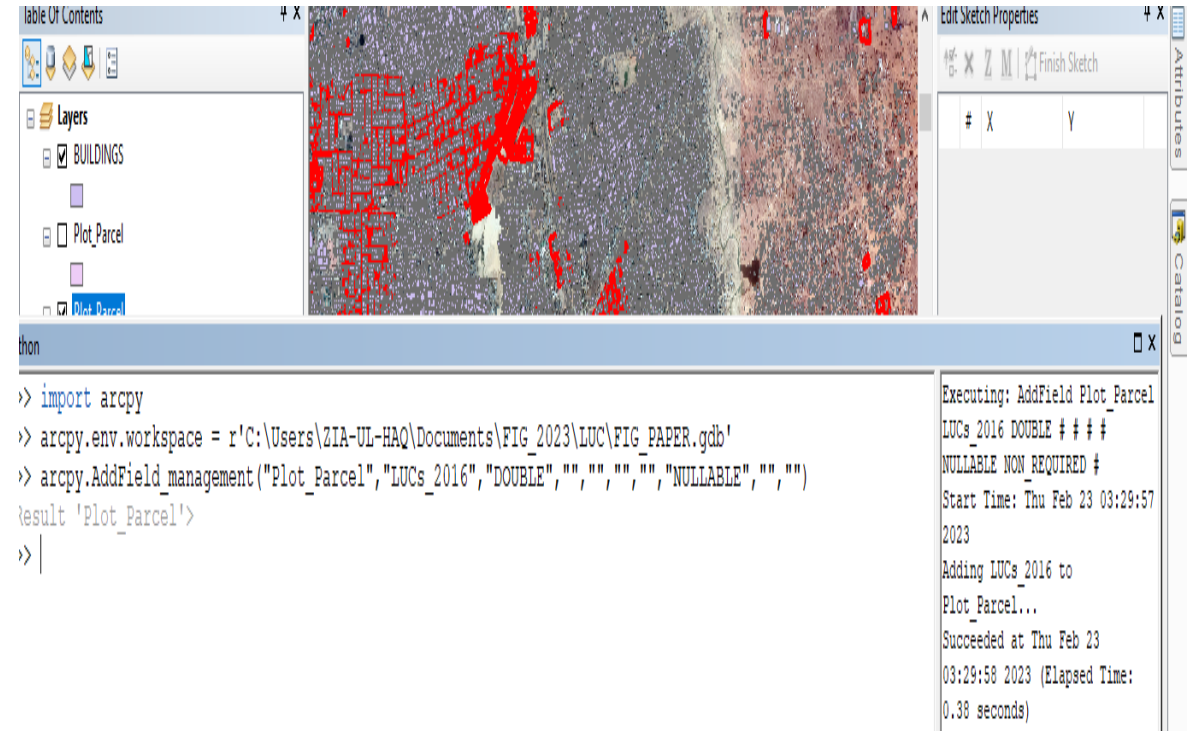 Table Of Contents
Layers
BUILDINGS
Plot_Parcel
Plot_Parcel
Edit Sketch Properties
Z M Finish Sketch
# X Y
Attributes
Catalog
thon
>> import arcpy
>> arcpy.env.workspace = r'C:\Users\ZIA-UL-HAQ\Documents\FIG_2023\LUC\FIG_PAPER.gdb'
>> arcpy.AddField_management("Plot_Parcel","LUCs_2016","DOUBLE","","","","","NULLABLE","","")
Result 'Plot_Parcel'>
>>
Executing: AddField Plot_Parcel
LUCs_2016 DOUBLE # # # #
NULLABLE NON_REQUIRED #
Start Time: Thu Feb 23 03:29:57
2023
Adding LUCs_2016 to
Plot_Parcel...
Succeeded at Thu Feb 23
03:29:58 2023 (Elapsed Time:
0.38 seconds)